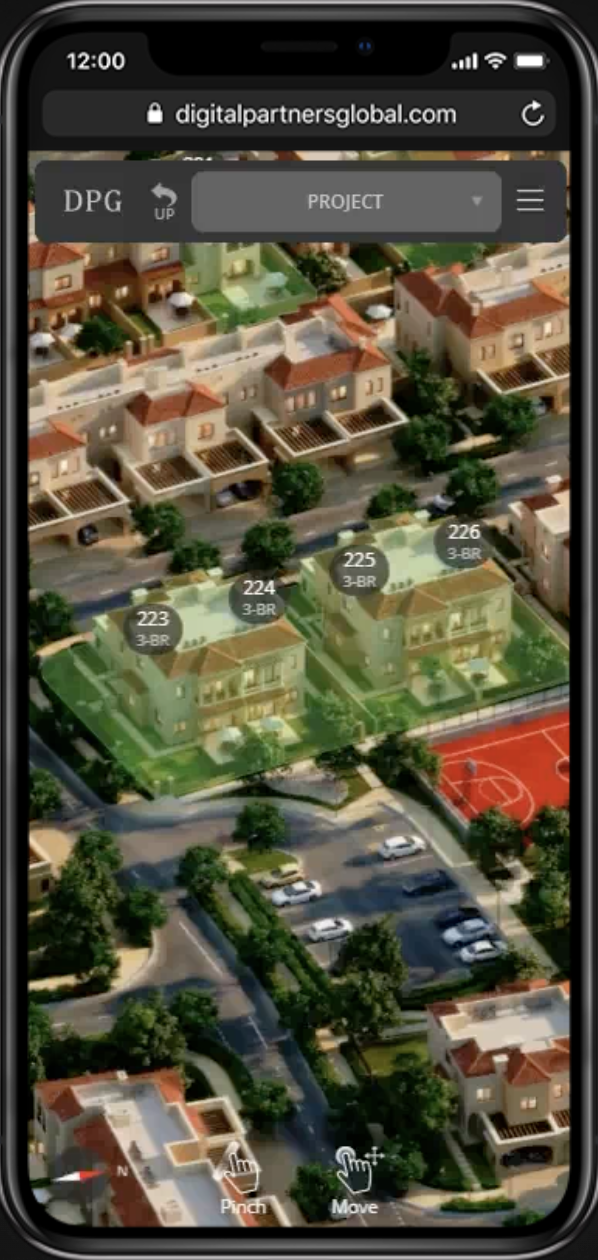 12:00
digitalpartnersglobal.com
DPG
UP
PROJECT
226
3-BR
225
3-BR
224
3-BR
223
3-BR
N
Pinch
Move